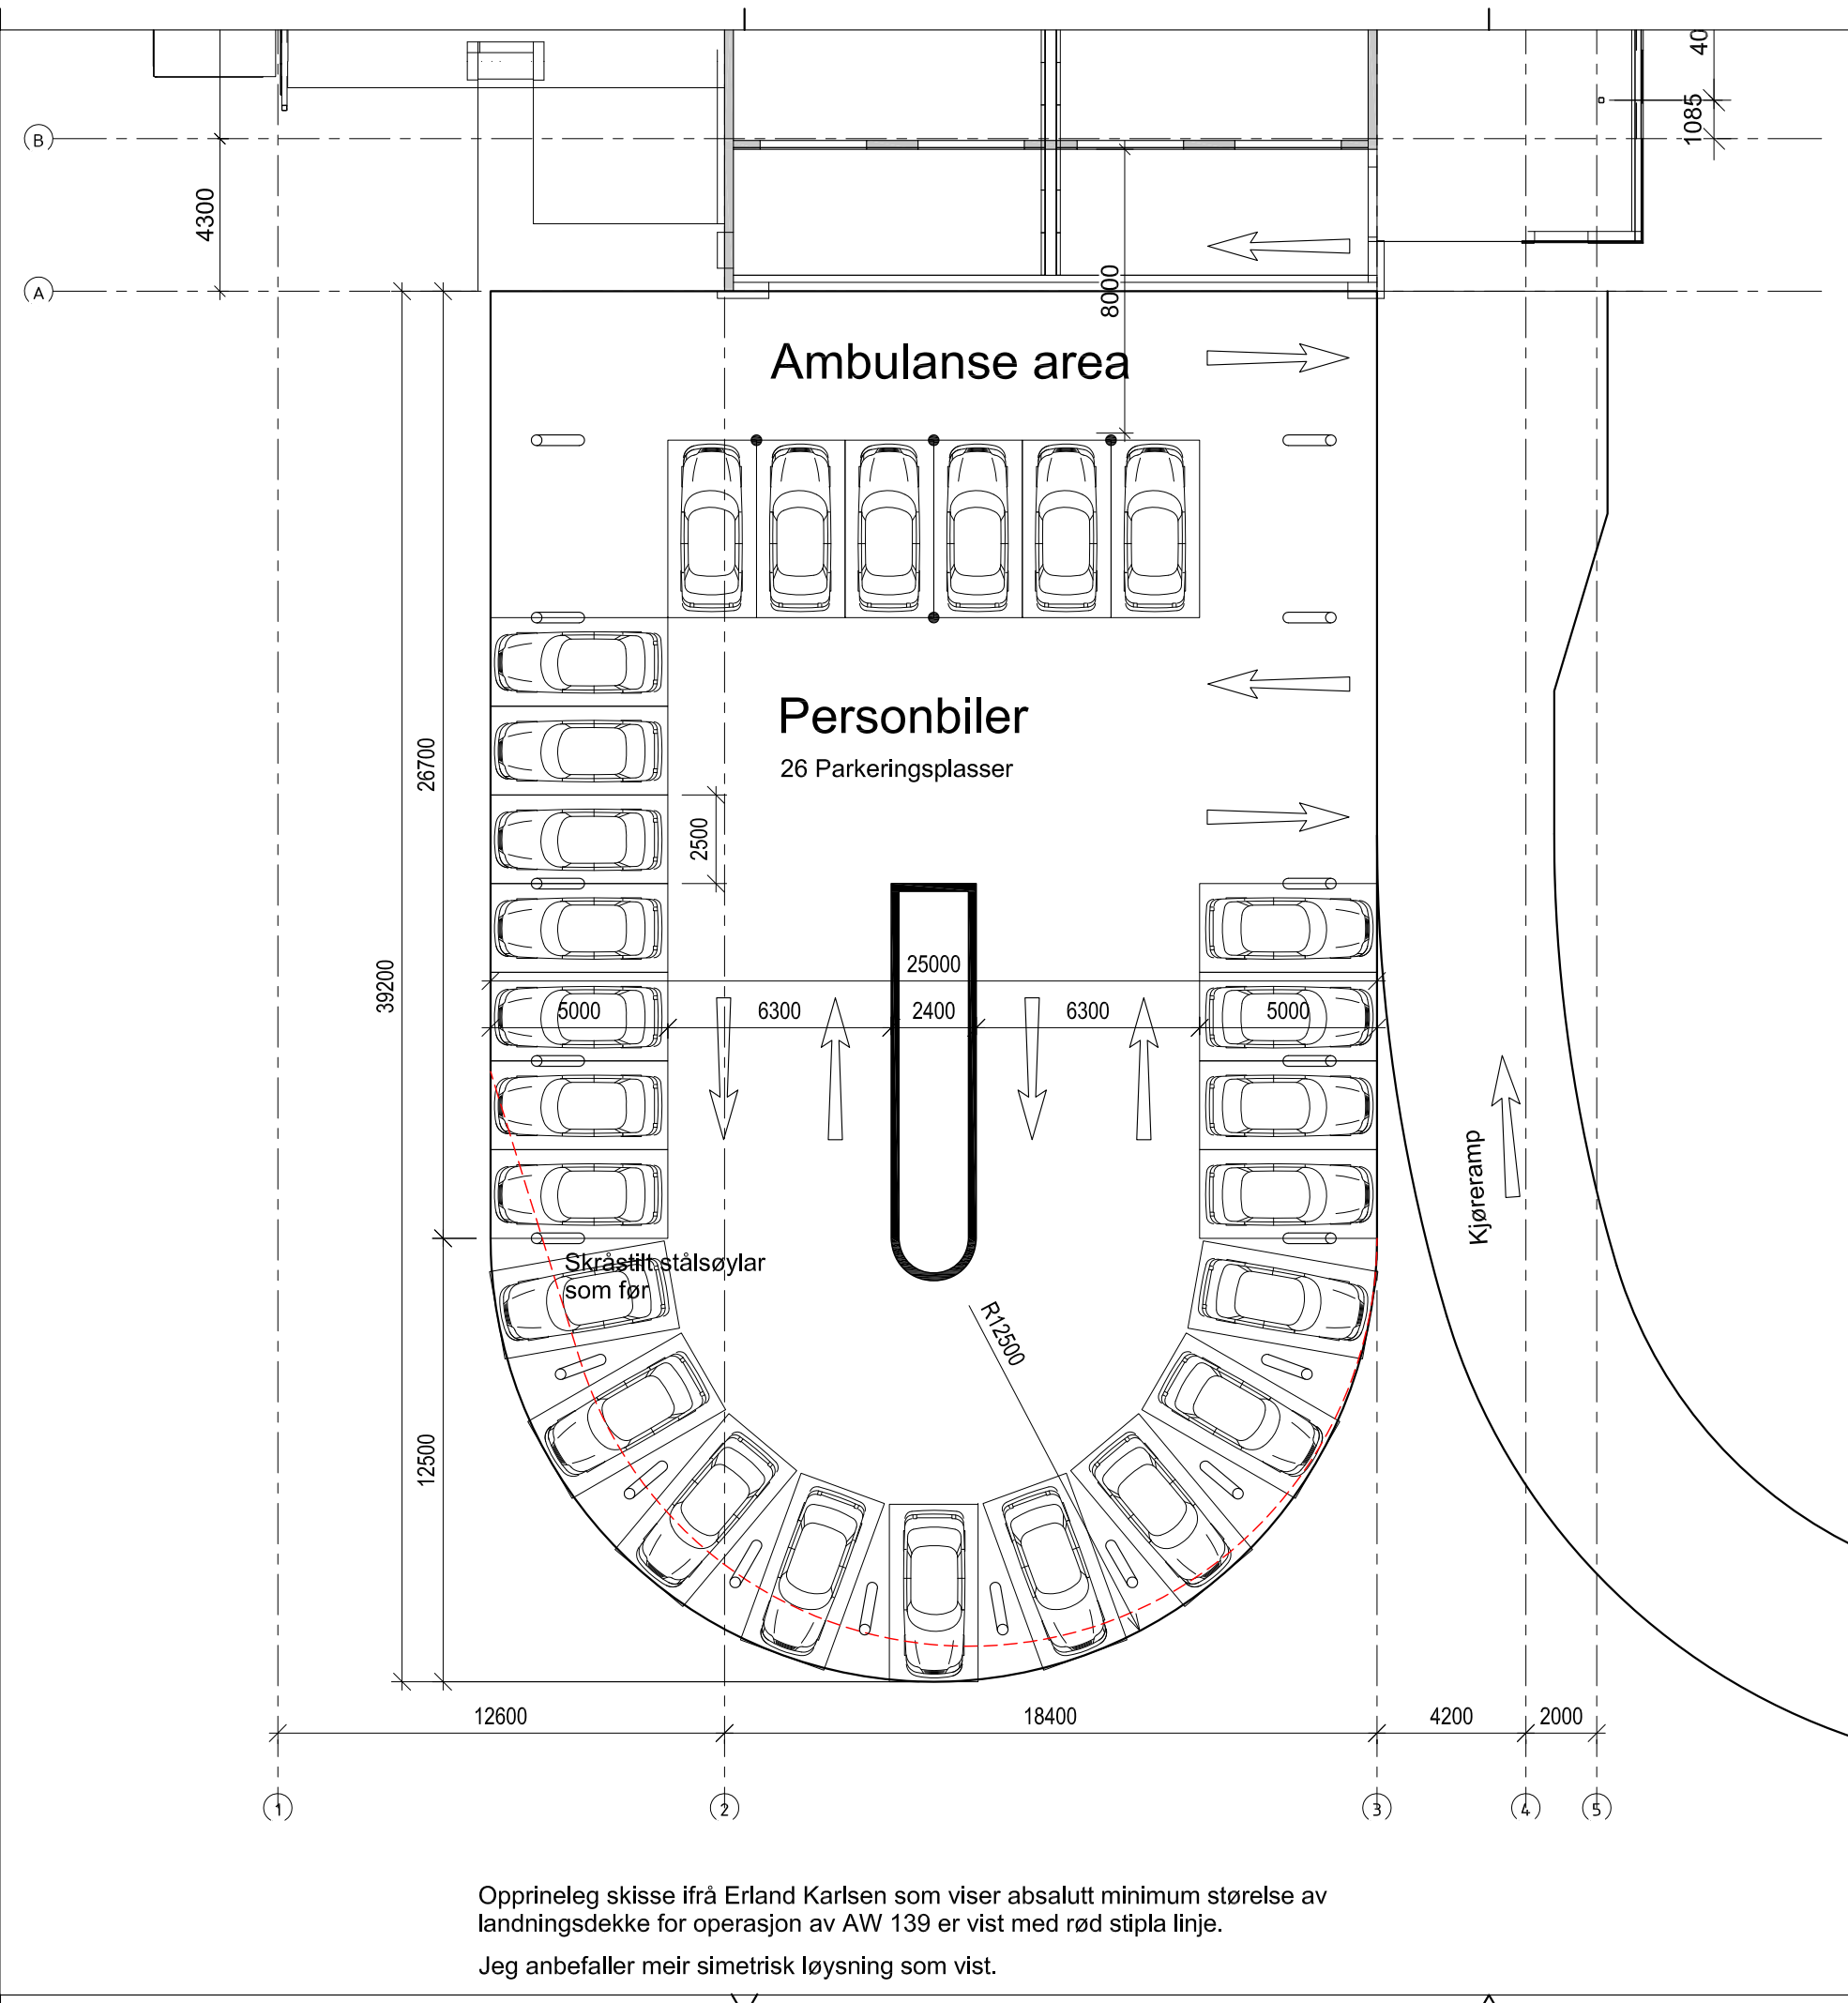 40
1085
B
4300
A
8000
Ambulanse area
Personbiler
26 Parkeringsplasser
26700
2500
39200
25000
5000
6300
2400
6300
5000
Kjøreramp
Skråstilt stålsøylar
som før
R12500
12500
12600
18400
4200
2000
1
2
3
4
5
Opprineleg skisse ifrå Erland Karlsen som viser absalutt minimum størelse av
landningsdekke for operasjon av AW 139 er vist med rød stipla linje.
Jeg anbefaller meir simetrisk løysning som vist.